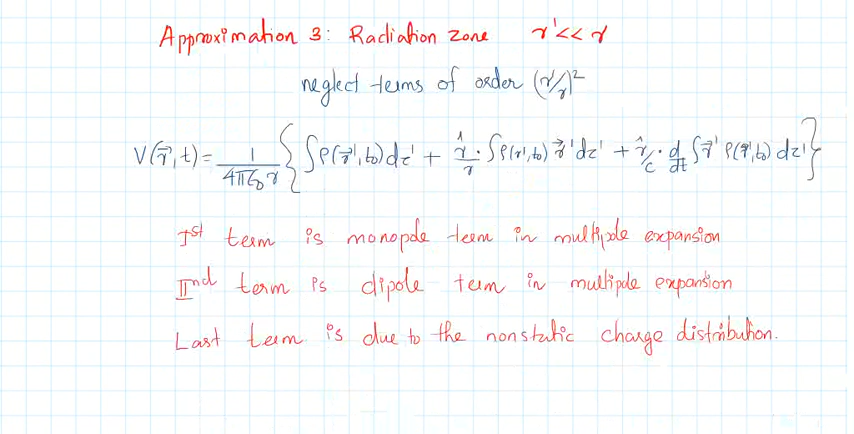 Approximation 3: Radiation zone r' << r
neglect terms of order (r'/r)²
V(r⃗, t) = 1/(4πε₀r) { ∫ρ(r⃗', t₀)dτ' + r̂/r · ∫ρ(r', t₀) r⃗' dτ' + r̂/c · d/dt ∫ r⃗' ρ(r⃗', t₀) dτ' }
Ist term is monopole term in multipole expansion
IInd term is dipole term in multipole expansion
Last term is due to the nonstatic charge distribution.